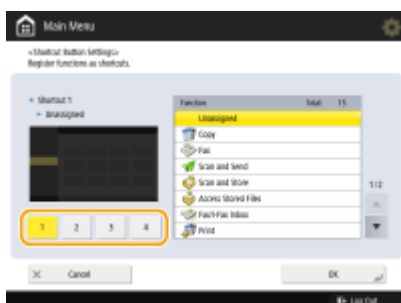 Main Menu
<Shortcut Button Settings>
Register functions as shortcuts.
Shortcut 1
Unassigned
Function Total: 15
Unassigned
Copy
Fax
Scan and Send
Scan and Store
Access Stored Files
Fax/I-Fax Inbox
Print
1/2
1 2 3 4
Cancel
OK
Log Out